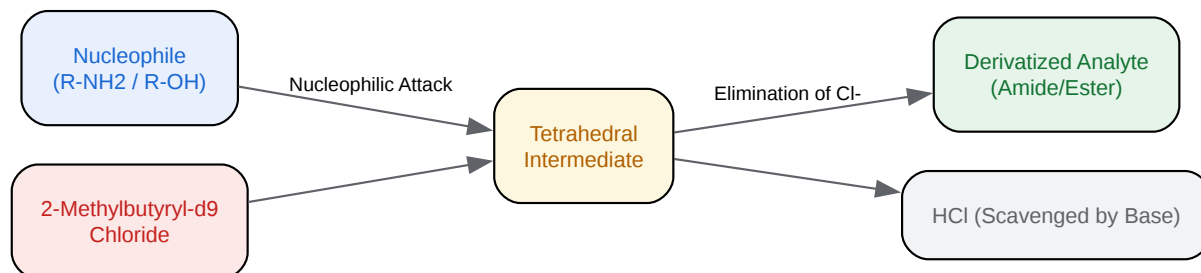 Nucleophile
(R-NH2 / R-OH)
Nucleophilic Attack
2-Methylbutyryl-d9
Chloride
Tetrahedral
Intermediate
Elimination of Cl-
Derivatized Analyte
(Amide/Ester)
HCl (Scavenged by Base)